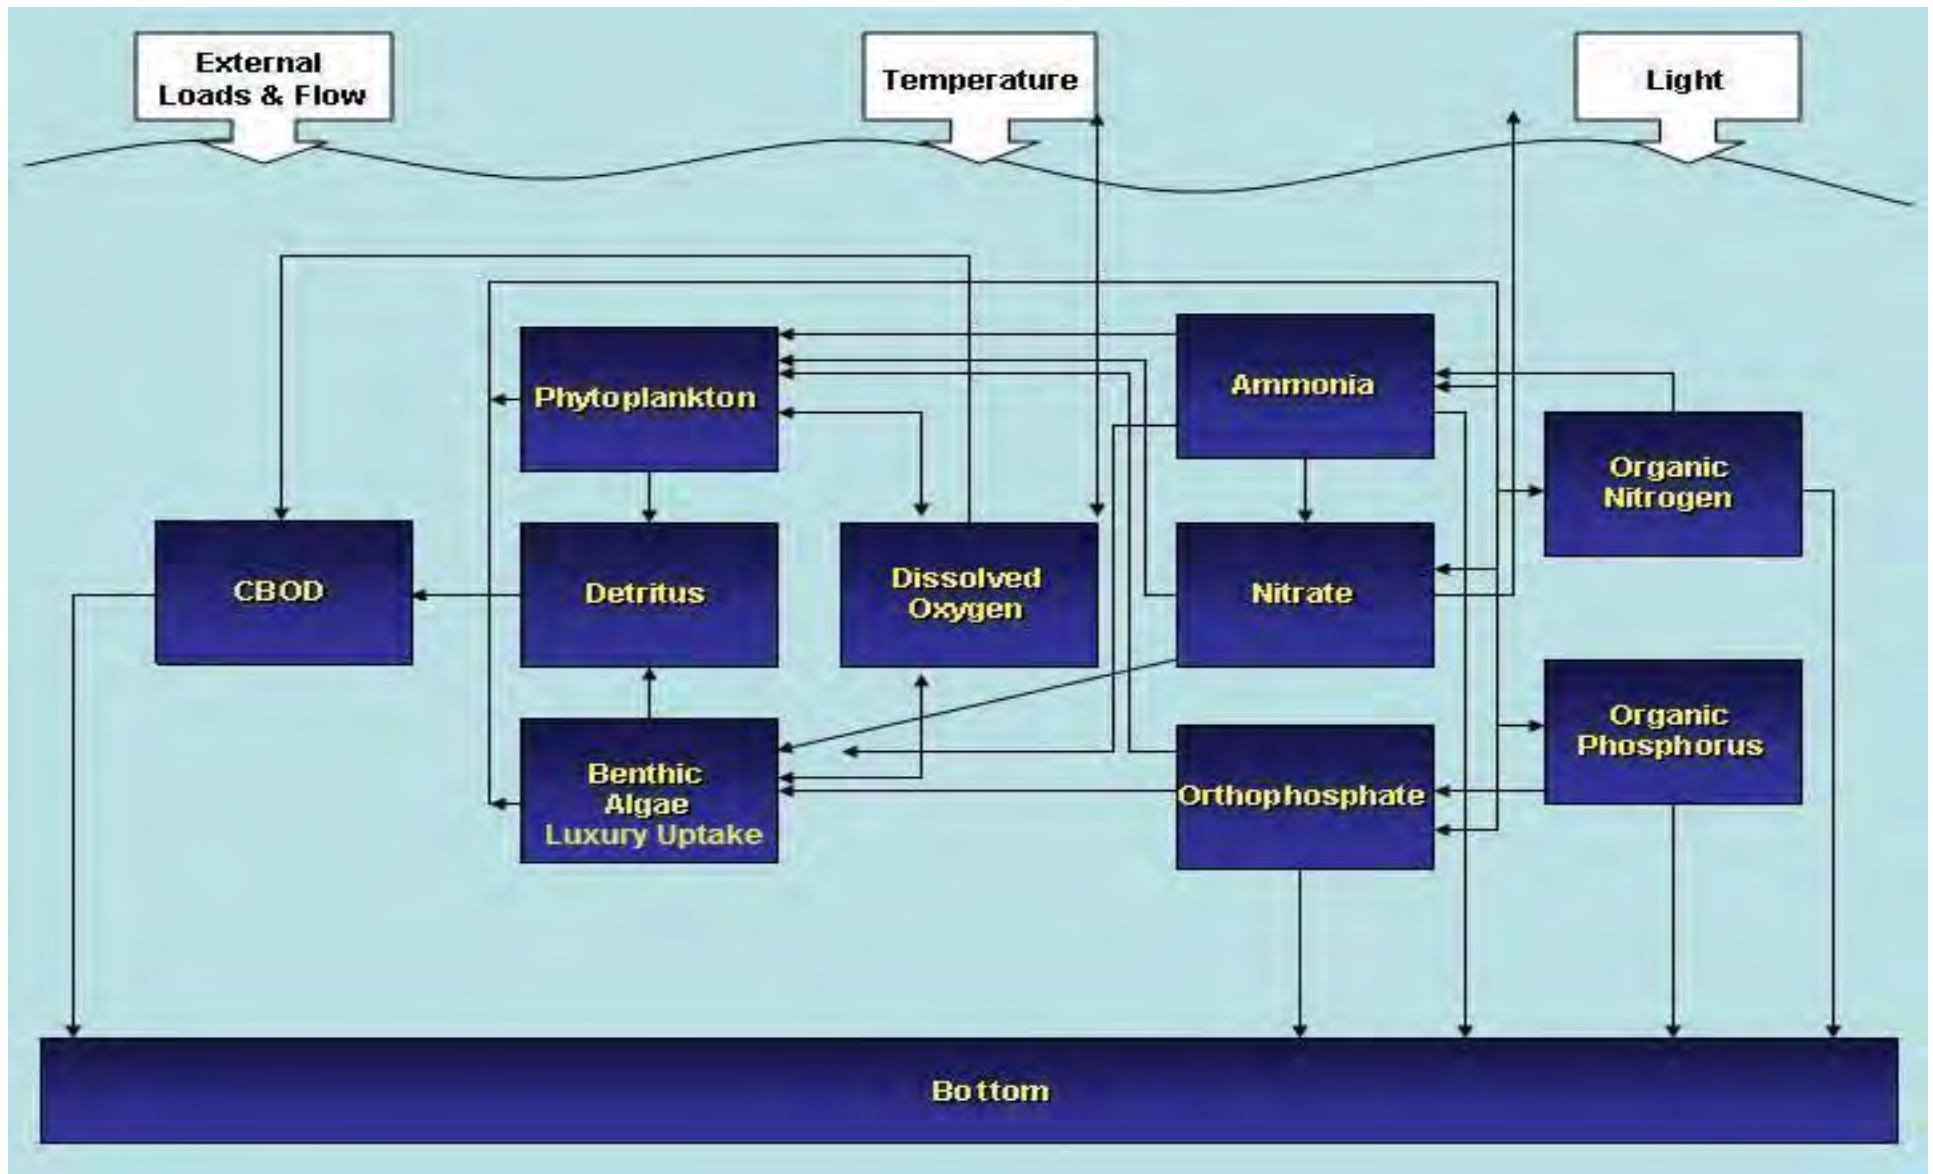 External
Loads & Flow
Temperature
Light
Phytoplankton
Ammonia
Organic
Nitrogen
CBOD
Detritus
Dissolved
Oxygen
Nitrate
Organic
Phosphorus
Benthic
Algae
Luxury Uptake
Orthophosphate
Bottom